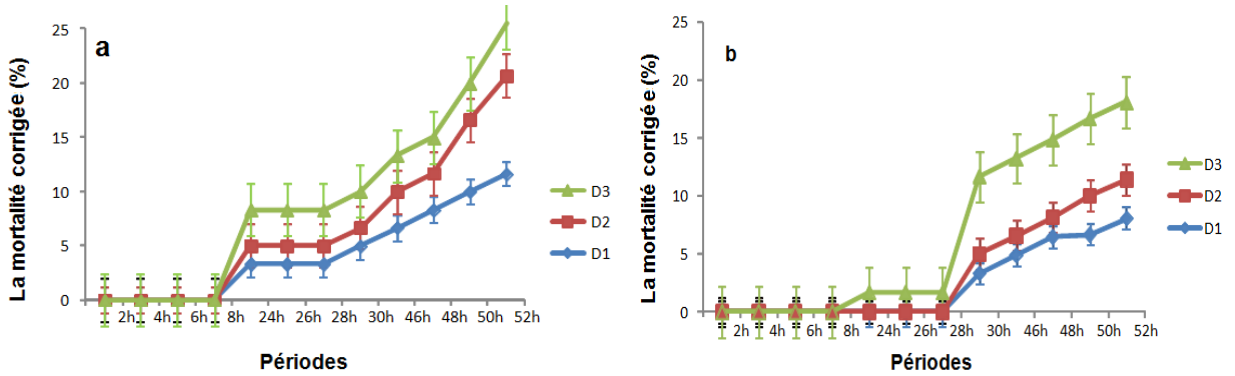 a
La mortalité corrigée (%)
25
20
15
10
5
0
2h 4h 6h 8h 24h 26h 28h 30h 46h 48h 50h 52h
Périodes
D3
D2
D1
b
La mortalité corrigée (%)
25
20
15
10
5
0
2h 4h 6h 8h 24h 26h 28h 30h 46h 48h 50h 52h
Périodes
D3
D2
D1